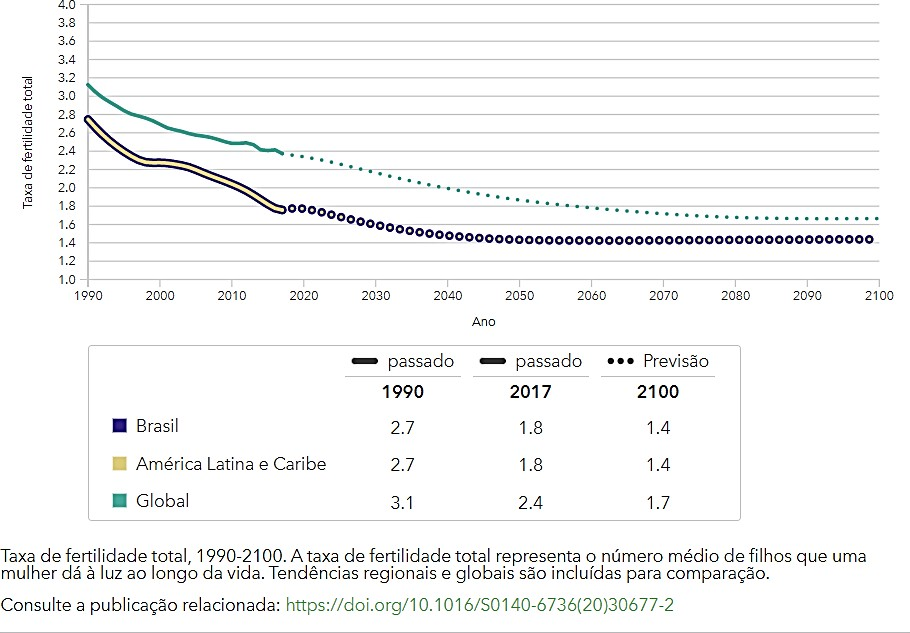 4.0
3.8
3.6
3.4
3.2
3.0
2.8
2.6
2.4
2.2
2.0
1.8
1.6
1.4
1.2
1.0
Taxa de fertilidade total
1990 2000 2010 2020 2030 2040 2050 2060 2070 2080 2090 2100
Ano
passado passado Previsão
1990 2017 2100
Brasil 2.7 1.8 1.4
América Latina e Caribe 2.7 1.8 1.4
Global 3.1 2.4 1.7
Taxa de fertilidade total, 1990-2100. A taxa de fertilidade total representa o número médio de filhos que uma
mulher dá à luz ao longo da vida. Tendências regionais e globais são incluídas para comparação.
Consulte a publicação relacionada: https://doi.org/10.1016/S0140-6736(20)30677-2